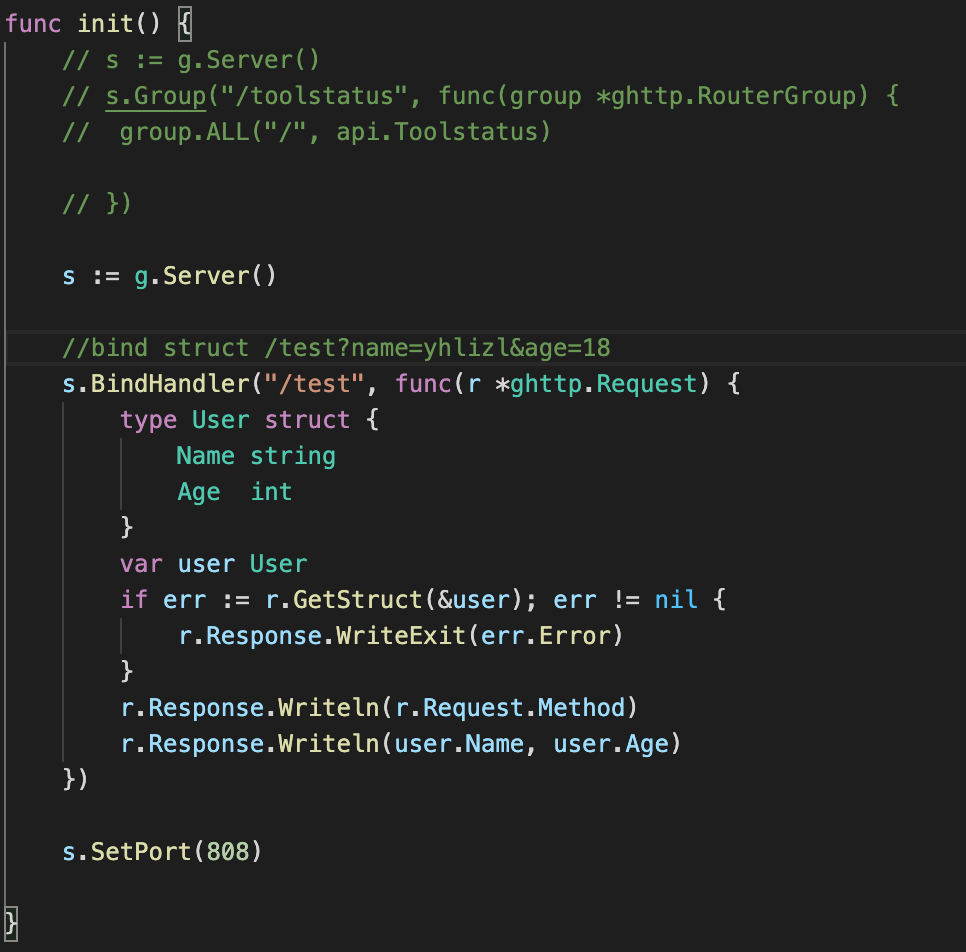 func init() {
// s := g.Server()
// s.Group("/toolstatus", func(group *ghttp.RouterGroup) {
//  group.ALL("/", api.Toolstatus)
// })
s := g.Server()
//bind struct /test?name=yhlizl&age=18
s.BindHandler("/test", func(r *ghttp.Request) {
type User struct {
Name string
Age  int
}
var user User
if err := r.GetStruct(&user); err != nil {
r.Response.WriteExit(err.Error)
}
r.Response.Writeln(r.Request.Method)
r.Response.Writeln(user.Name, user.Age)
})
s.SetPort(808)
}